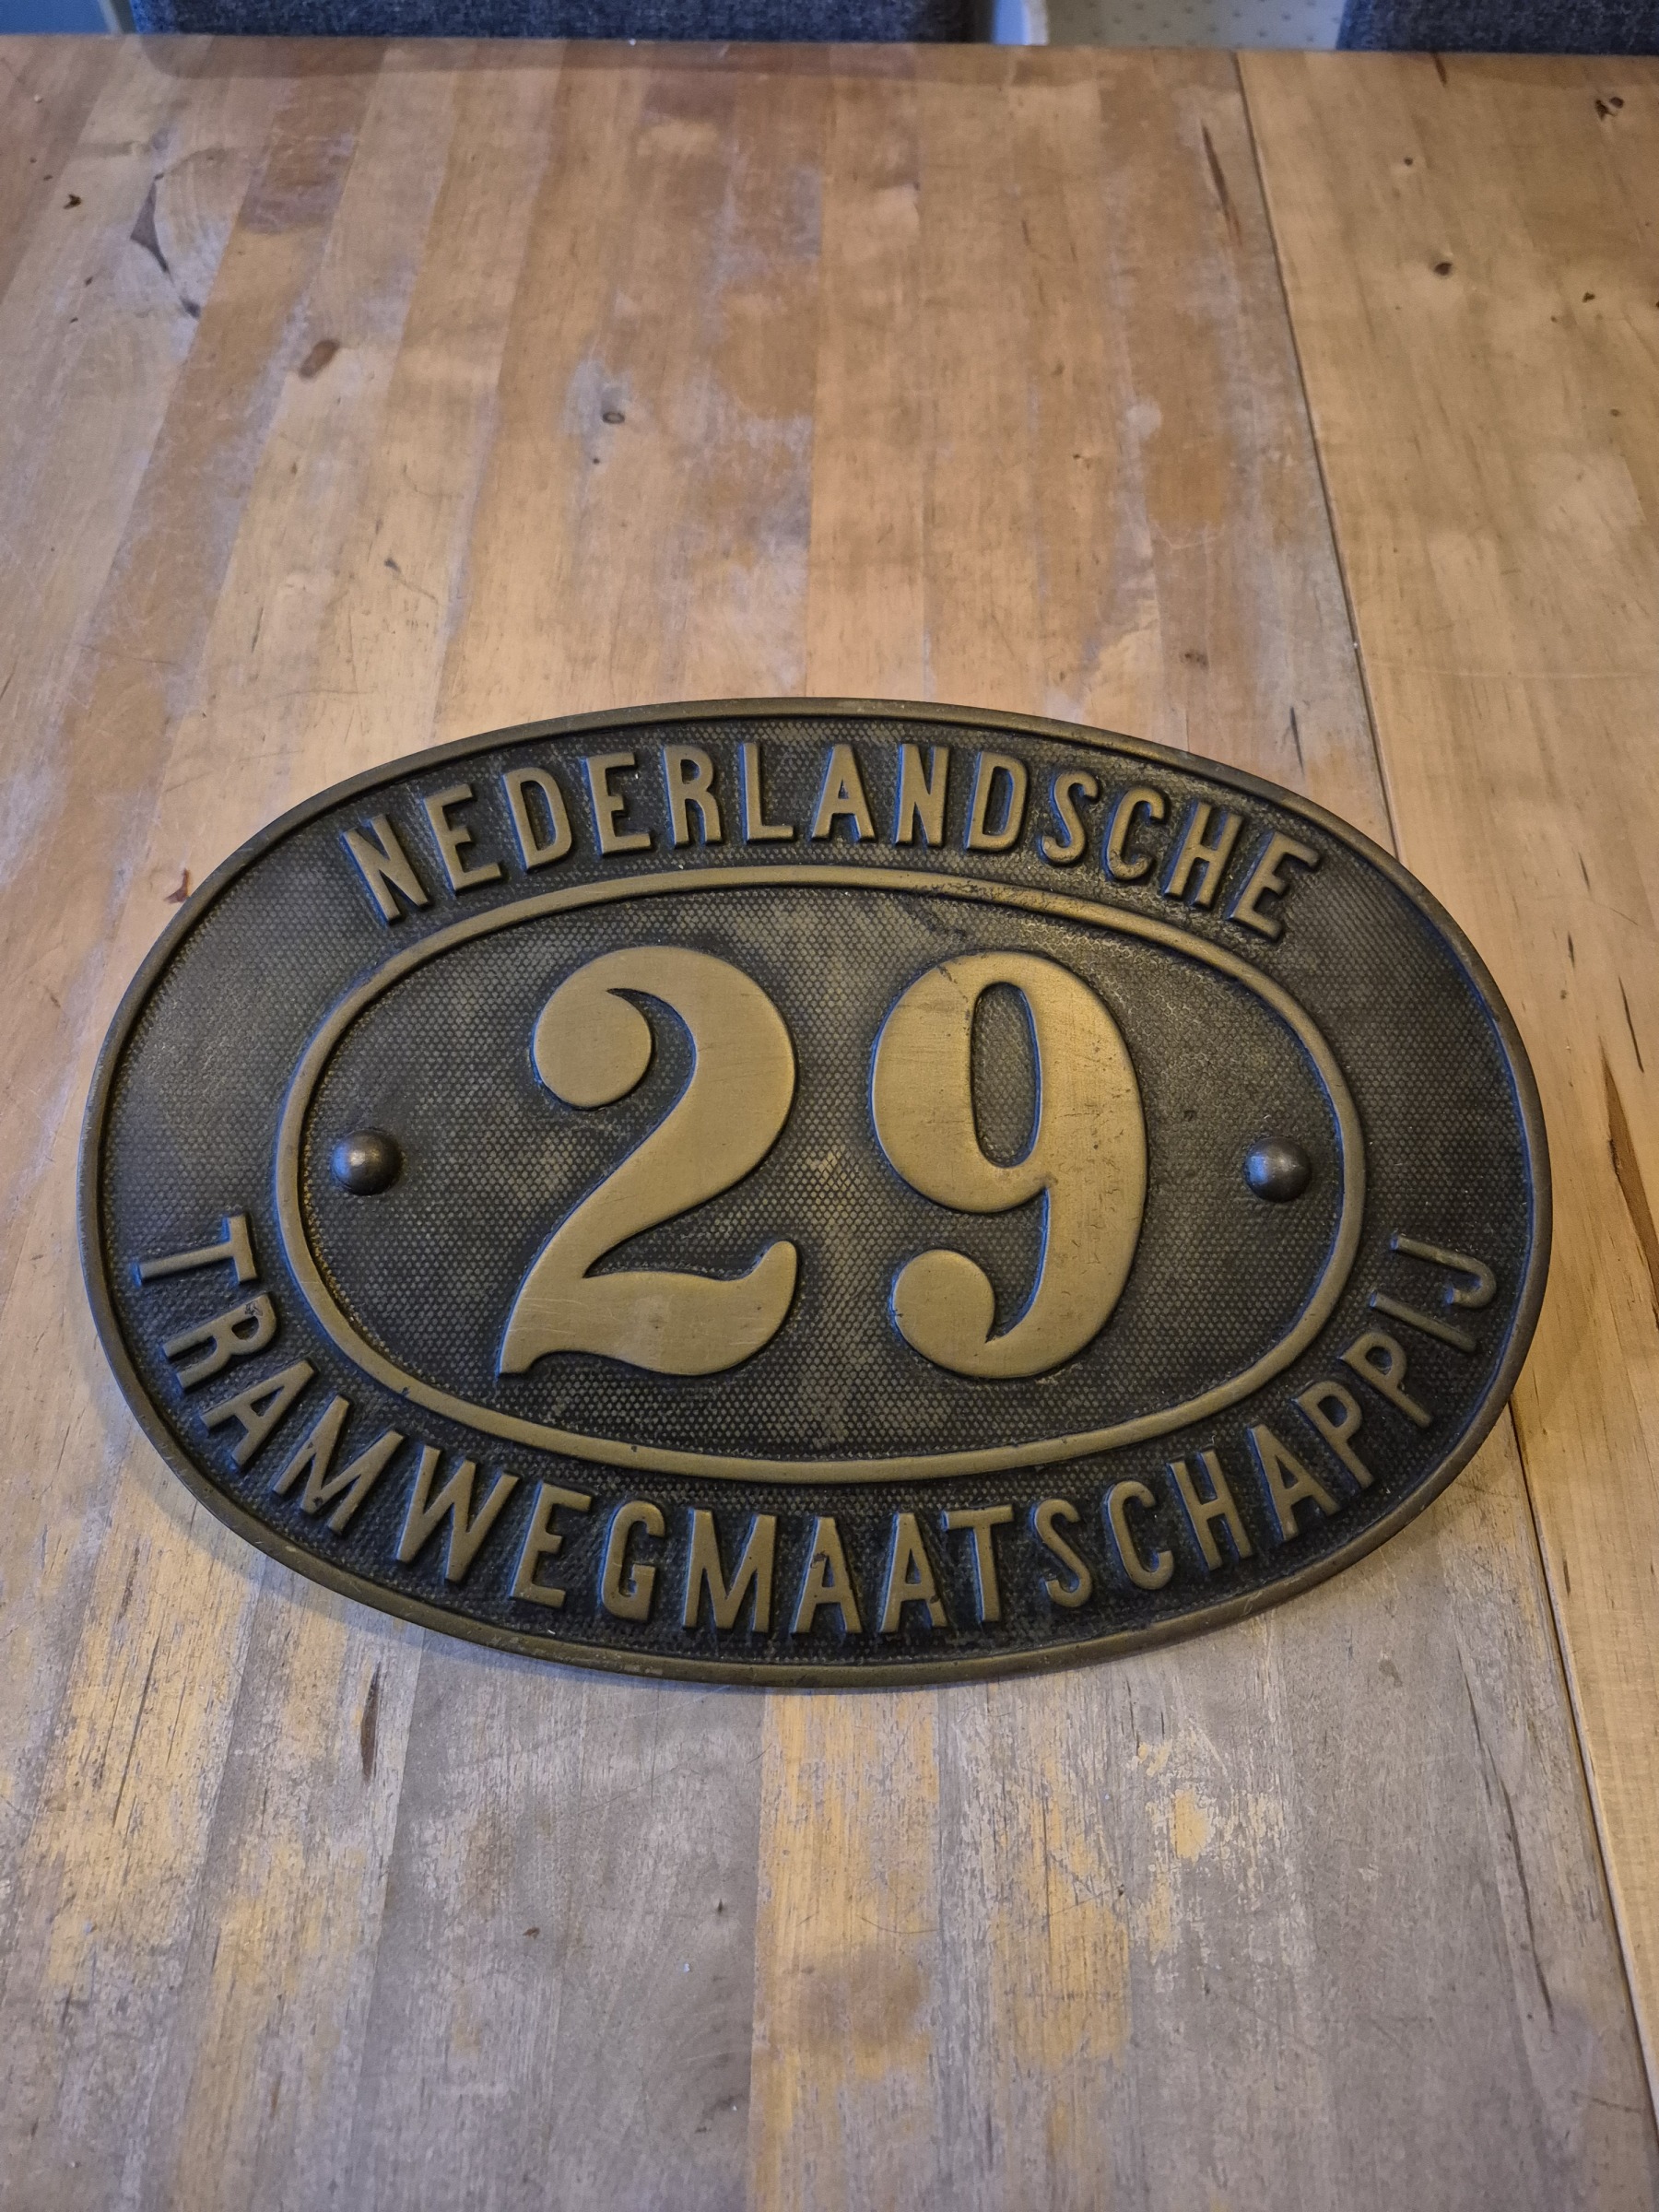 NEDERLANDSCHE
29
TRAMWEGMAATSCHAPPIJ